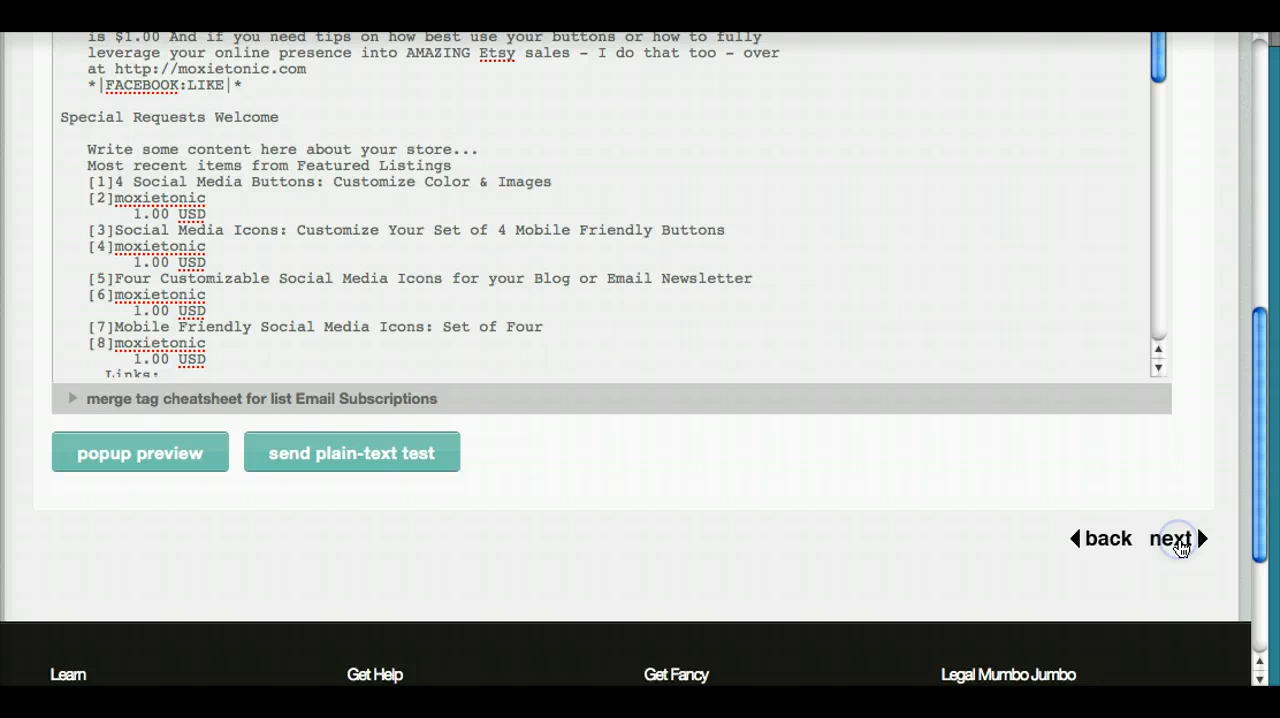 is $1.00 And if you need tips on how best use your buttons or how to fully
leverage your online presence into AMAZING Etsy sales - I do that too - over
at http://moxietonic.com
*|FACEBOOK:LIKE|*
Special Requests Welcome
Write some content here about your store...
Most recent items from Featured Listings
[1]4 Social Media Buttons: Customize Color & Images
[2]moxietonic
1.00 USD
[3]Social Media Icons: Customize Your Set of 4 Mobile Friendly Buttons
[4]moxietonic
1.00 USD
[5]Four Customizable Social Media Icons for your Blog or Email Newsletter
[6]moxietonic
1.00 USD
[7]Mobile Friendly Social Media Icons: Set of Four
[8]moxietonic
1.00 USD
Links:
merge tag cheatsheet for list Email Subscriptions
popup preview send plain-text test
back next
Learn Get Help Get Fancy Legal Mumbo Jumbo